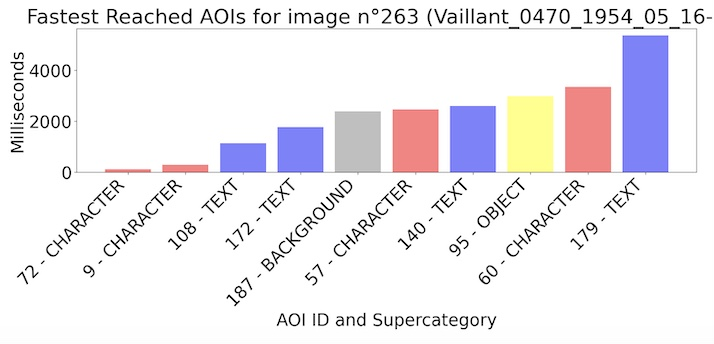 Fastest Reached AOIs for image n°263 (Vaillant_0470_1954_05_16-
Milliseconds
4000
2000
0
72 - CHARACTER
9 - CHARACTER
108 - TEXT
172 - TEXT
187 - BACKGROUND
57 - CHARACTER
140 - TEXT
95 - OBJECT
60 - CHARACTER
179 - TEXT
AOI ID and Supercategory